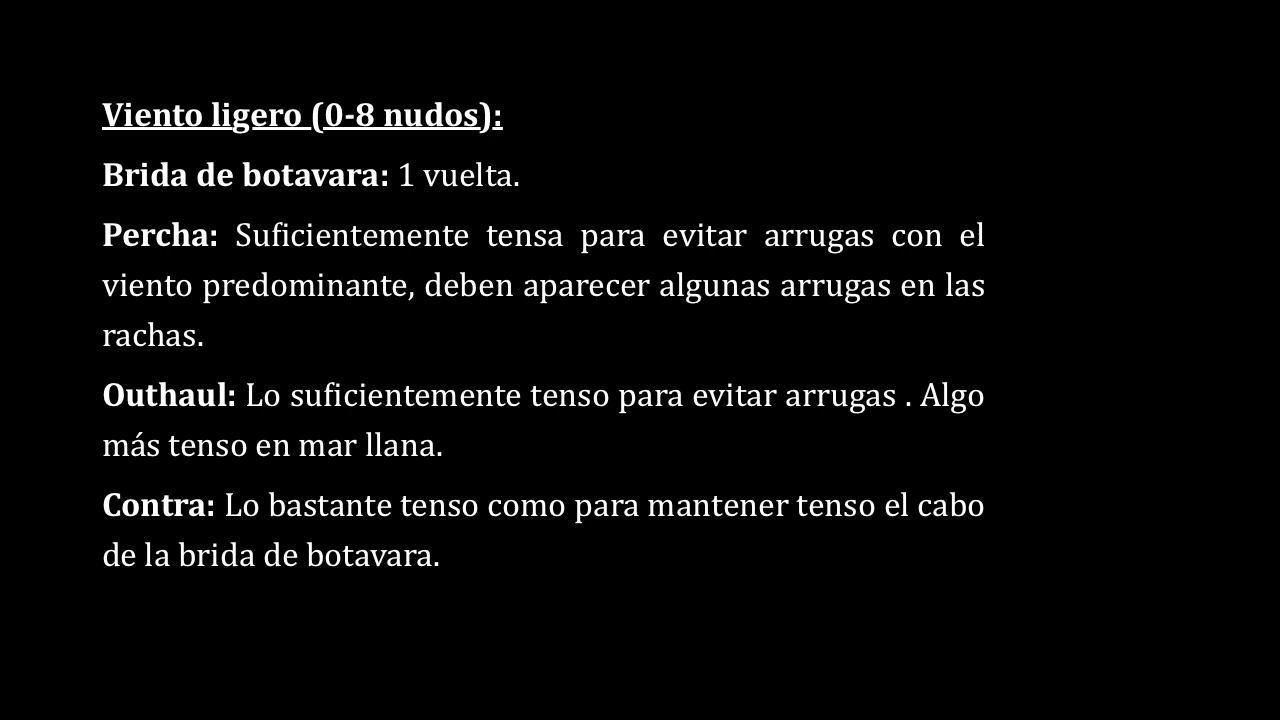 Viento ligero (0-8 nudos):
Brida de botavara: 1 vuelta.
Percha: Suficientemente tensa para evitar arrugas con el
viento predominante, deben aparecer algunas arrugas en las
rachas.
Outhaul: Lo suficientemente tenso para evitar arrugas . Algo
más tenso en mar llana.
Contra: Lo bastante tenso como para mantener tenso el cabo
de la brida de botavara.